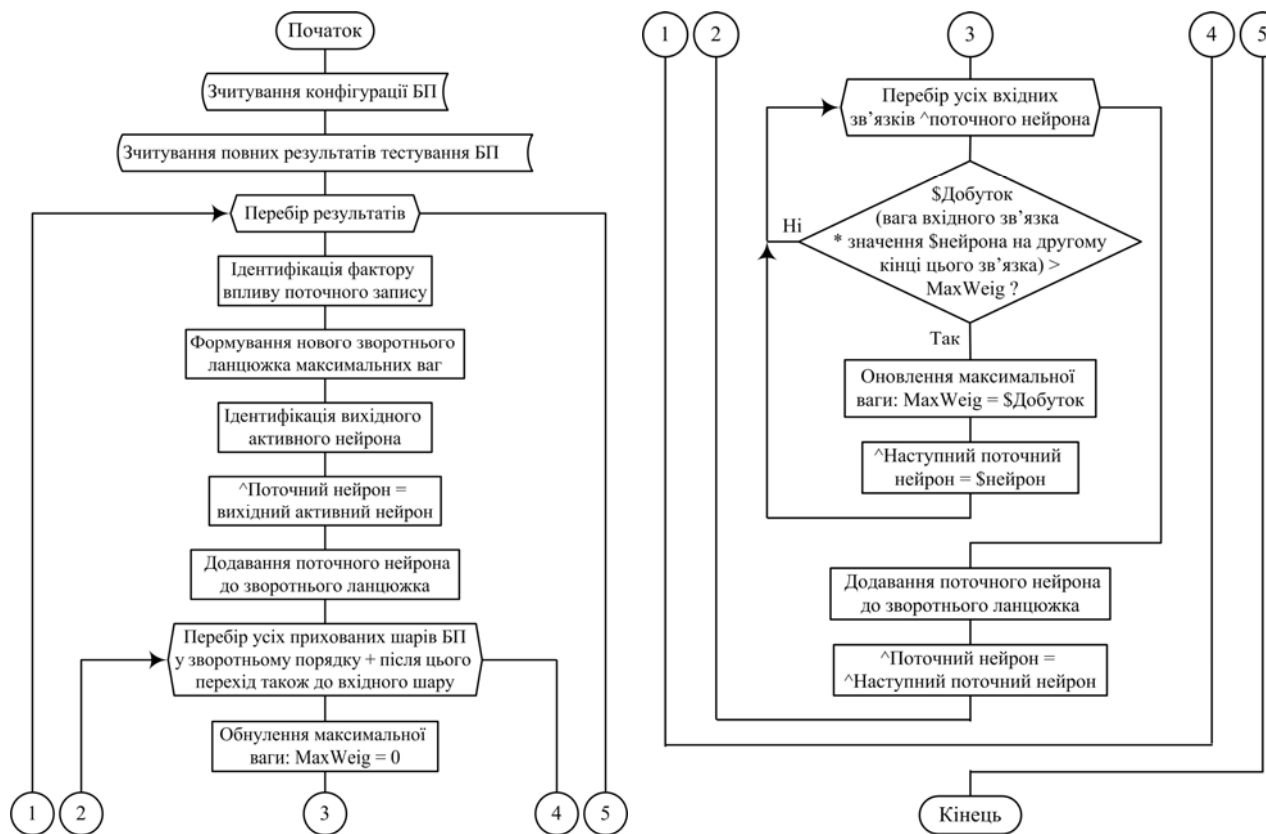 Початок
Зчитування конфігурації БП
Зчитування повних результатів тестування БП
Перебір результатів
Ідентифікація фактору
впливу поточного запису
Формування нового зворотнього
ланцюжка максимальних ваг
Ідентифікація вихідного
активного нейрона
^Поточний нейрон =
вихідний активний нейрон
Додавання поточного нейрона
до зворотнього ланцюжка
Перебір усіх прихованих шарів БП
у зворотньому порядку + після цього
перехід також до вхідного шару
Обнулення максимальної
ваги: MaxWeig = 0
1 2 3 4 5
1 2 3 4 5
Перебір усіх вхідних
зв’язків ^поточного нейрона
$Добуток
(вага вхідного зв’язка
* значення $нейрона на другому
кінці цього зв’язка) >
MaxWeig ?
Ні
Так
Оновлення максимальної
ваги: MaxWeig = $Добуток
^Наступний поточний
нейрон = $нейрон
Додавання поточного нейрона
до зворотнього ланцюжка
^Поточний нейрон =
^Наступний поточний нейрон
Кінець